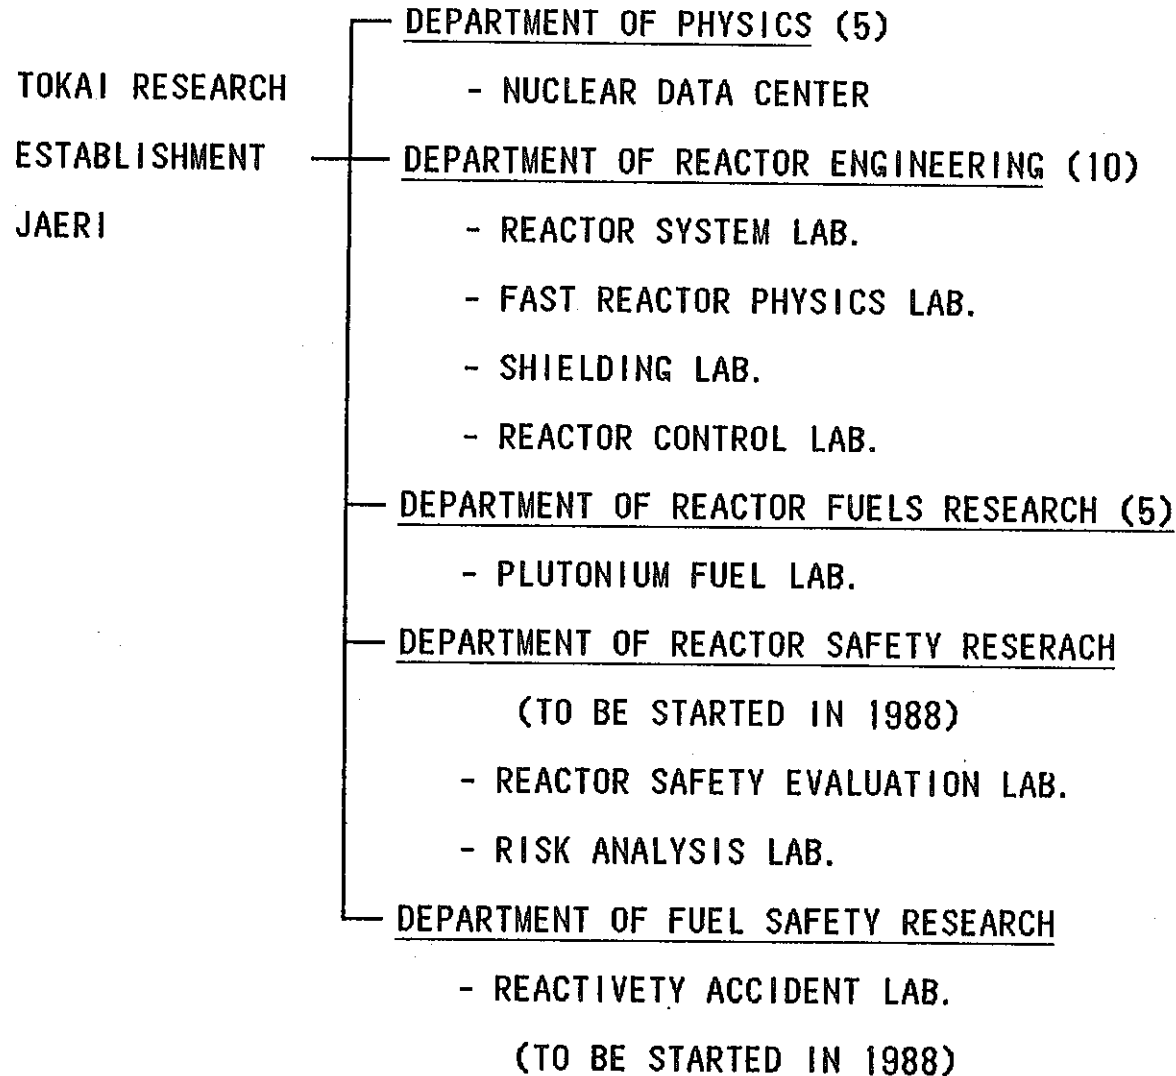 TOKAI RESEARCH
ESTABLISHMENT
JAERI
DEPARTMENT OF PHYSICS (5)
- NUCLEAR DATA CENTER
DEPARTMENT OF REACTOR ENGINEERING (10)
- REACTOR SYSTEM LAB.
- FAST REACTOR PHYSICS LAB.
- SHIELDING LAB.
- REACTOR CONTROL LAB.
DEPARTMENT OF REACTOR FUELS RESEARCH (5)
- PLUTONIUM FUEL LAB.
DEPARTMENT OF REACTOR SAFETY RESERACH
(TO BE STARTED IN 1988)
- REACTOR SAFETY EVALUATION LAB.
- RISK ANALYSIS LAB.
DEPARTMENT OF FUEL SAFETY RESEARCH
- REACTIVETY ACCIDENT LAB.
(TO BE STARTED IN 1988)